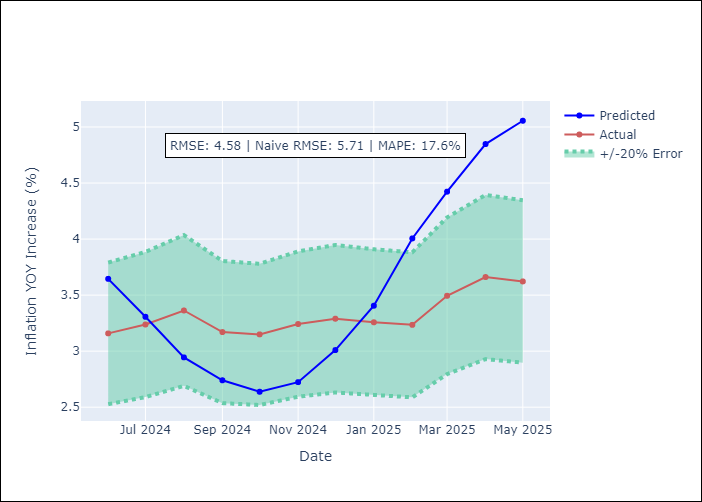 Predicted
Actual
+/-20% Error
RMSE: 4.58 | Naive RMSE: 5.71 | MAPE: 17.6%
Inflation YOY Increase (%)
5
4.5
4
3.5
3
2.5
Jul 2024
Sep 2024
Nov 2024
Jan 2025
Mar 2025
May 2025
Date